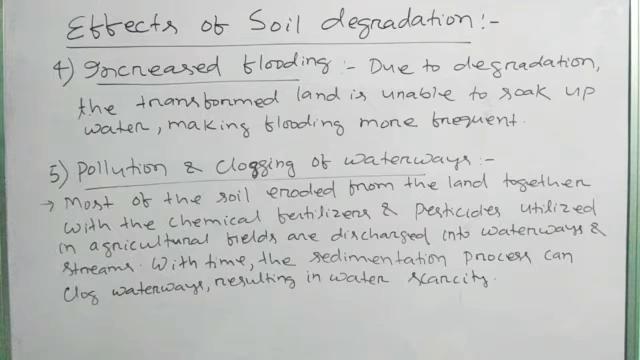 Effects of Soil degradation:-
4) Increased flooding:- Due to degradation,
the transformed land is unable to soak up
water, making flooding more frequent.
5) Pollution & Clogging of waterways:-
→ Most of the soil eroded from the land together
with the chemical fertilizers & pesticides utilized
in agricultural fields are discharged into waterways &
streams. With time, the sedimentation process can
clog waterways, resulting in water scarcity.